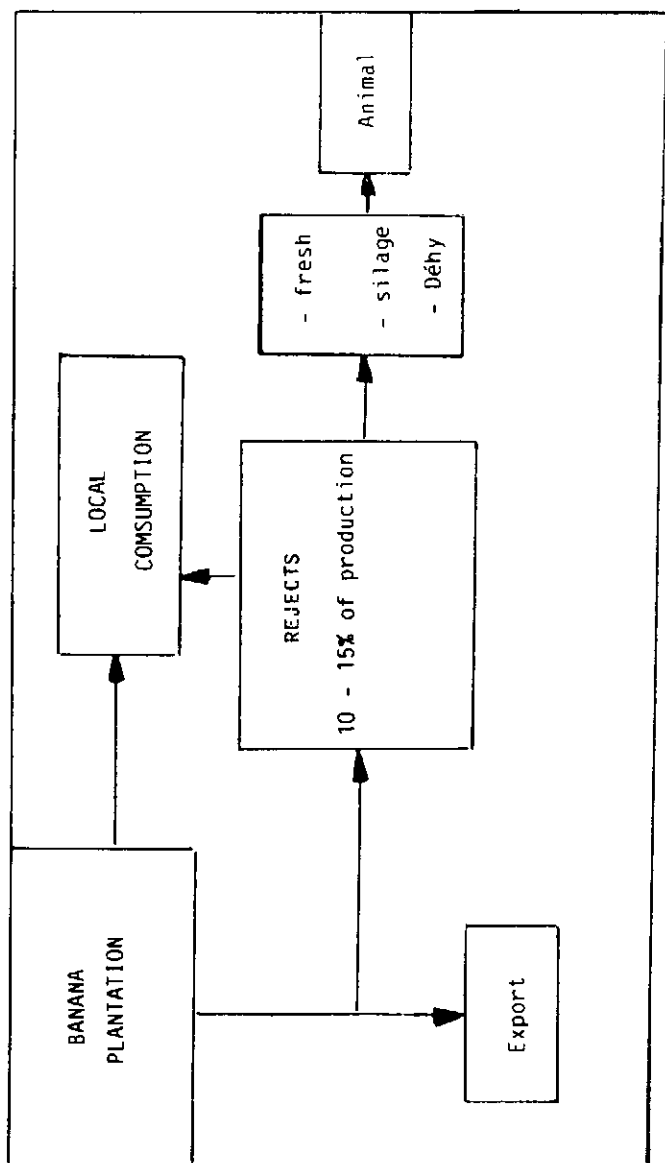 BANANA
PLANTATION
LOCAL
COMSUMPTION
REJECTS
10 - 15% of production
- fresh
- silage
- Déhy
Animal
Export